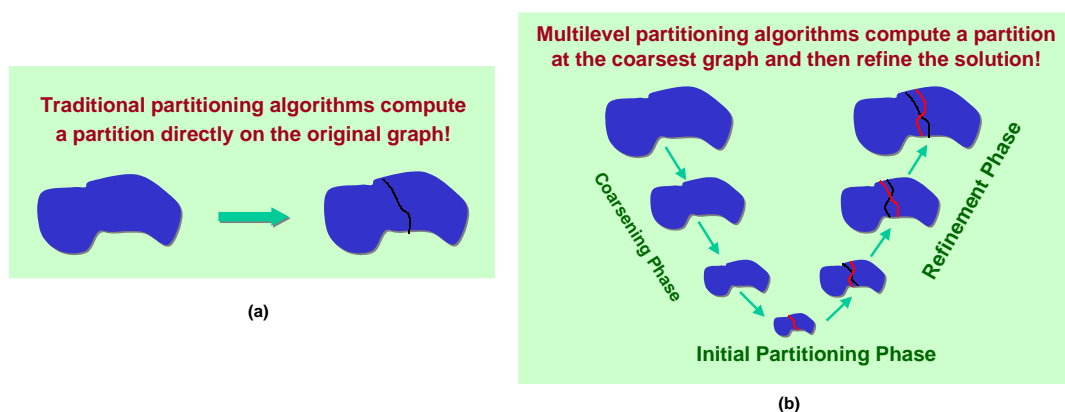 Traditional partitioning algorithms compute
a partition directly on the original graph!
(a)
Multilevel partitioning algorithms compute a partition
at the coarsest graph and then refine the solution!
Coarsening Phase
Refinement Phase
Initial Partitioning Phase
(b)